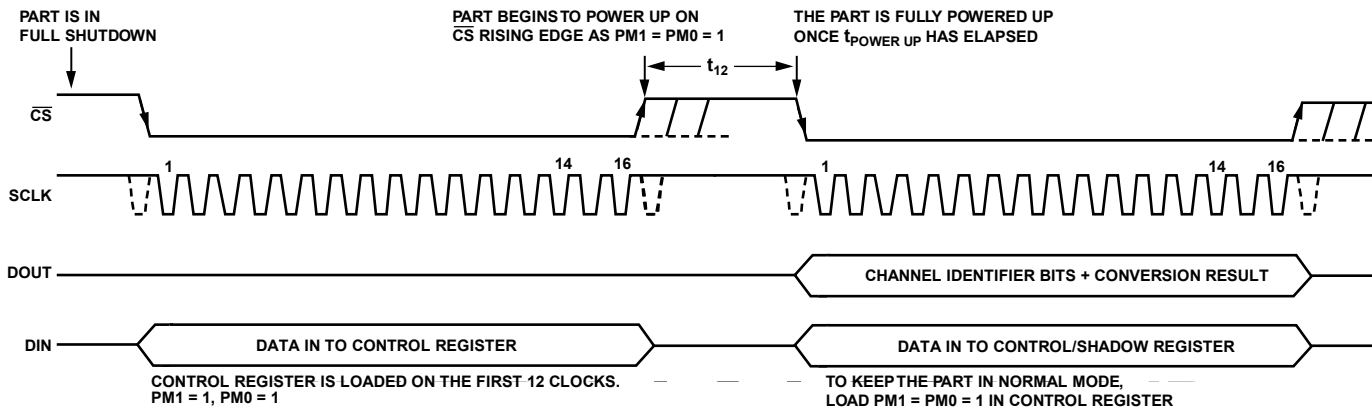 PART IS IN
FULL SHUTDOWN
PART BEGINS TO POWER UP ON
CS RISING EDGE AS PM1 = PM0 = 1
THE PART IS FULLY POWERED UP
ONCE tPOWER UP HAS ELAPSED
t12
CS
1
14
16
1
14
16
SCLK
DOUT
CHANNEL IDENTIFIER BITS + CONVERSION RESULT
DIN
DATA IN TO CONTROL REGISTER
DATA IN TO CONTROL/SHADOW REGISTER
CONTROL REGISTER IS LOADED ON THE FIRST 12 CLOCKS.
PM1 = 1, PM0 = 1
TO KEEP THE PART IN NORMAL MODE,
LOAD PM1 = PM0 = 1 IN CONTROL REGISTER